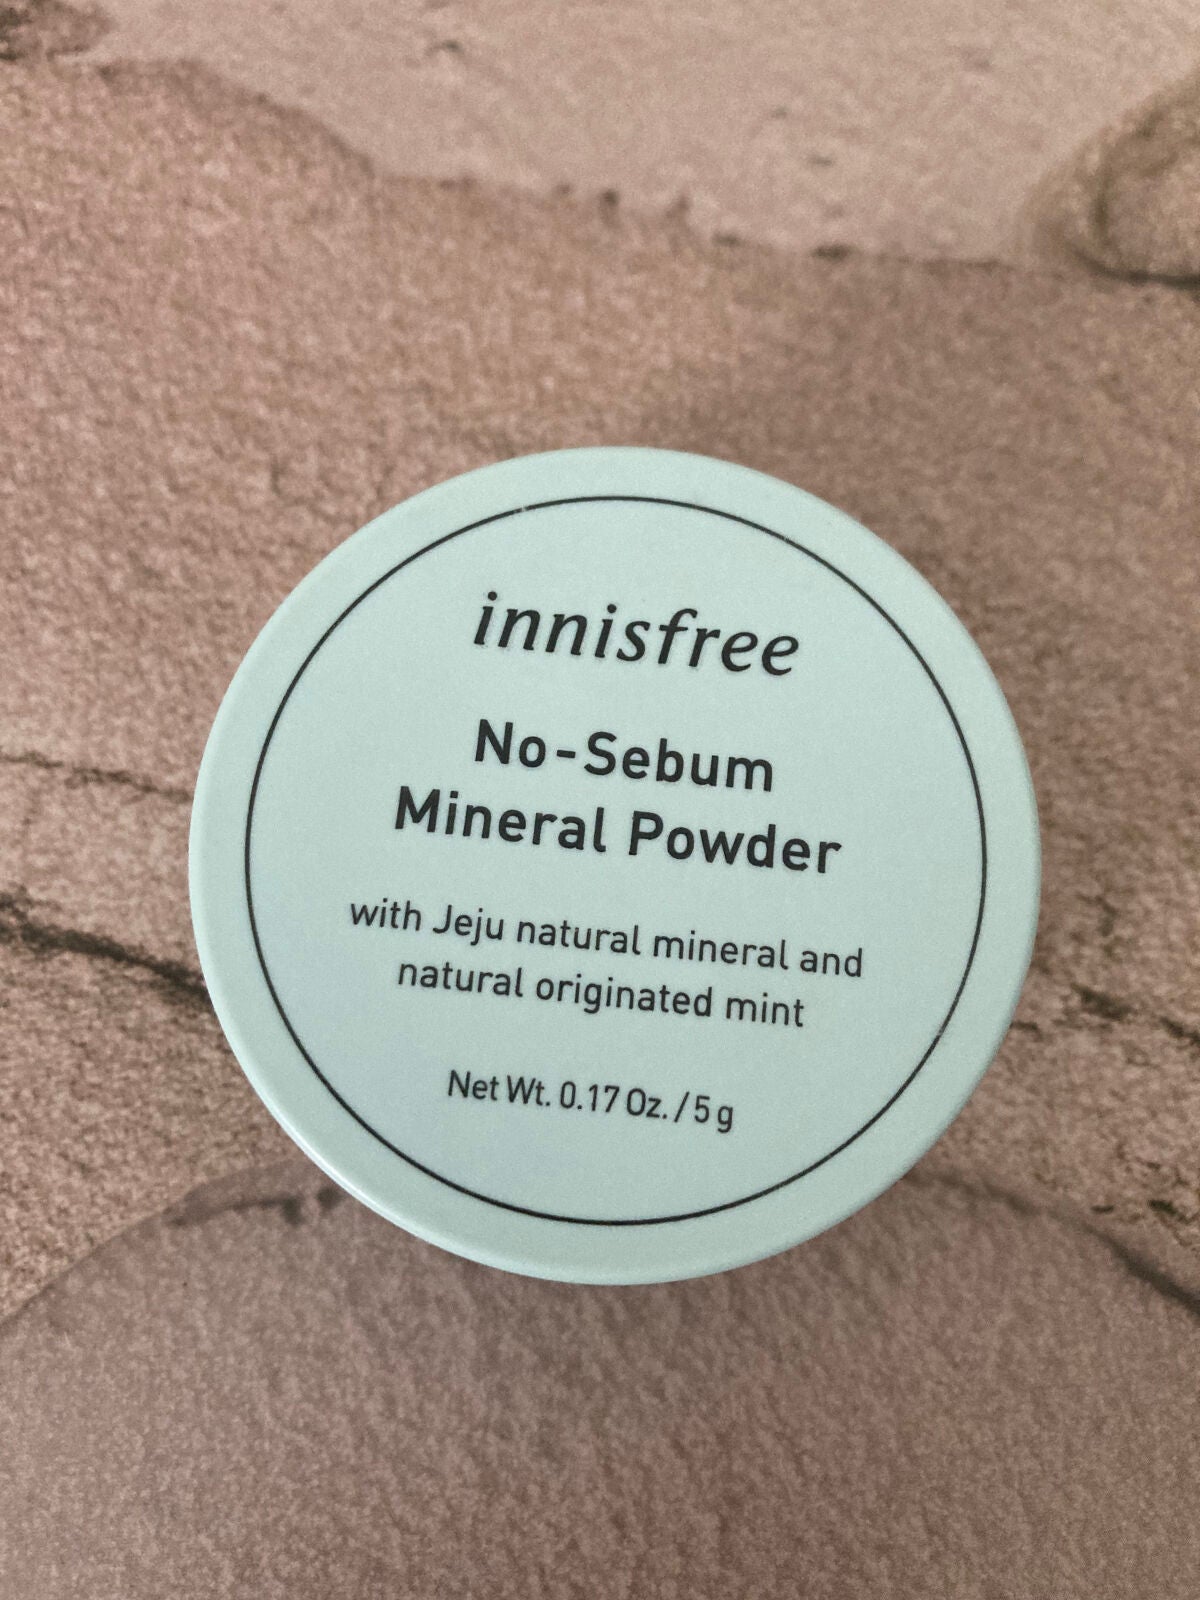 innisfree
No-Sebum
Mineral Powder
with Jeju natural mineral and
natural originated mint
Net Wt. 0.17 Oz. / 5 g